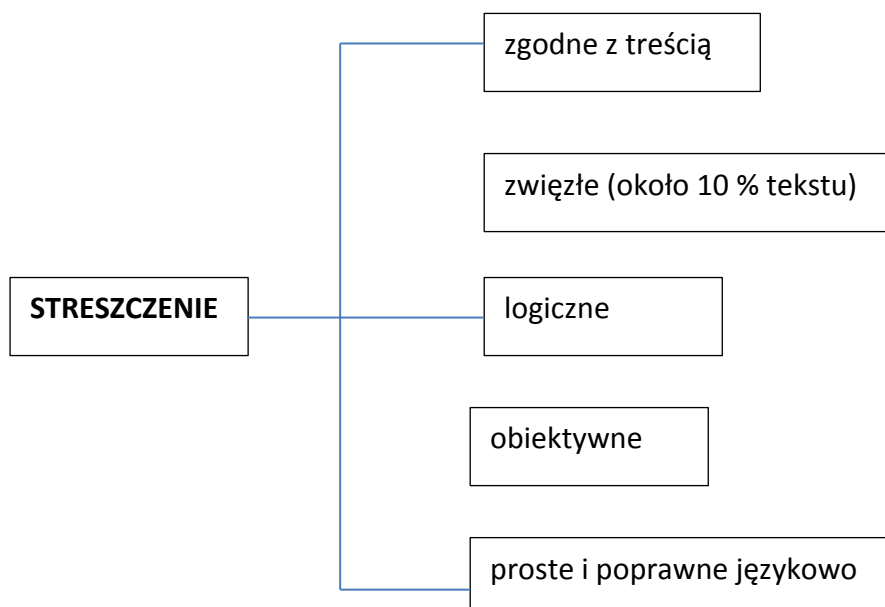 zgodne z treścią
zwięzłe (około 10 % tekstu)
STRESZCZENIE
logiczne
obiektywne
proste i poprawne językowo